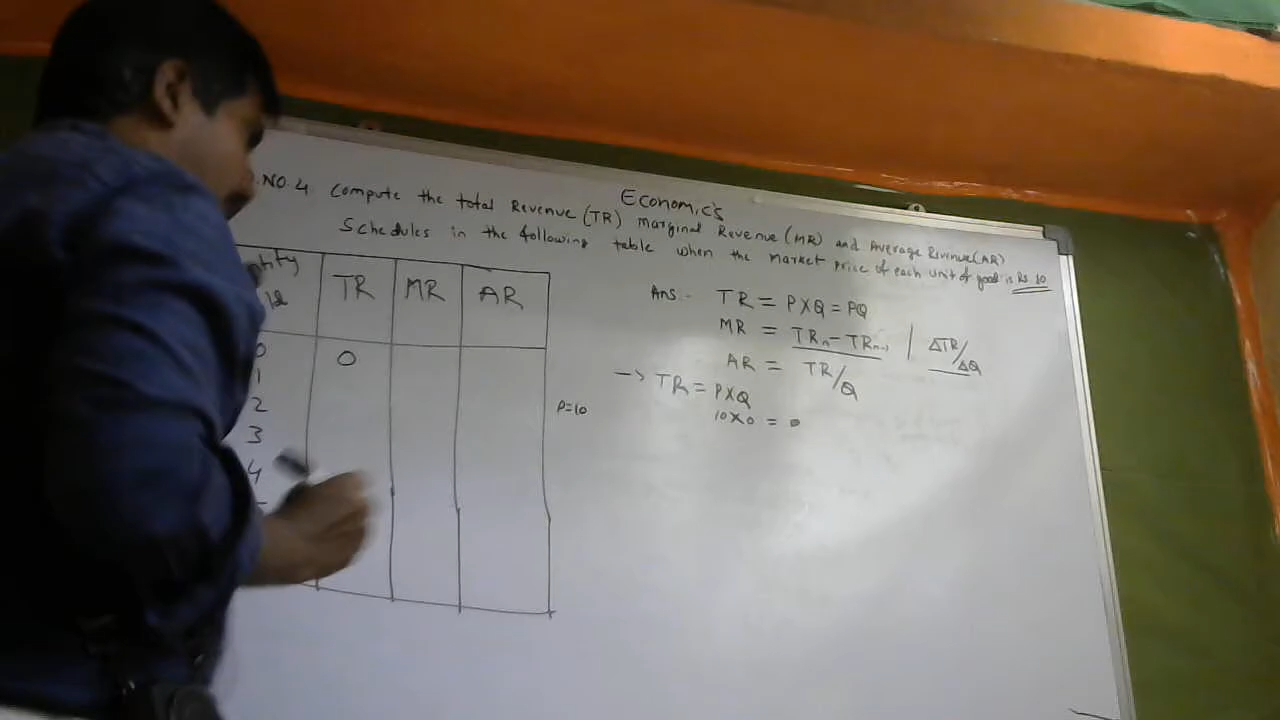 Economic's
.NO.4. Compute the total Revenue (TR) marginal Revenue (MR) and Average Rivenue(AR)
Schedules in the following table when the market price of each unit of good is Rs 10
TR MR AR
0 0
1
2
3
4
P=10
Ans:- TR = P×Q = PQ
MR = TRn - TRn-1 | ΔTR/ΔQ
AR = TR/Q
→ TR = P×Q
10×0 = 0